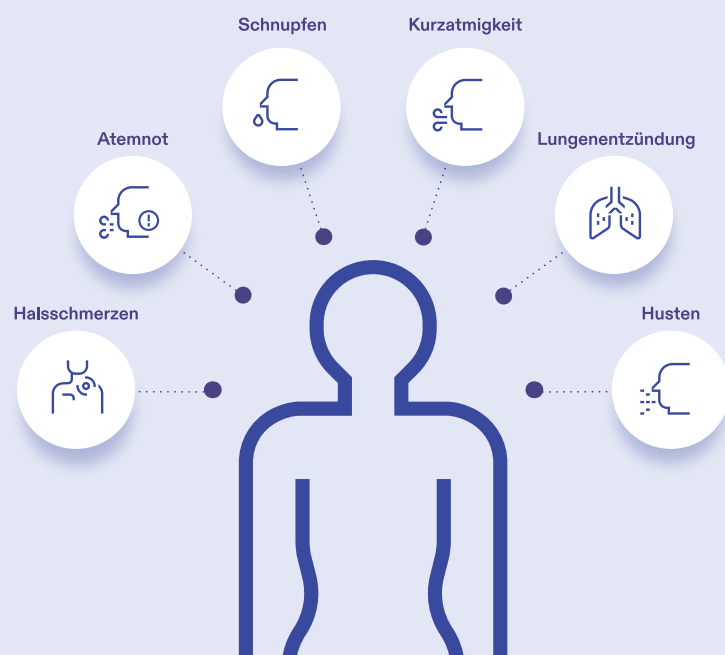 Schnupfen
Kurzatmigkeit
Atemnot
Lungenentzündung
Halsschmerzen
Husten